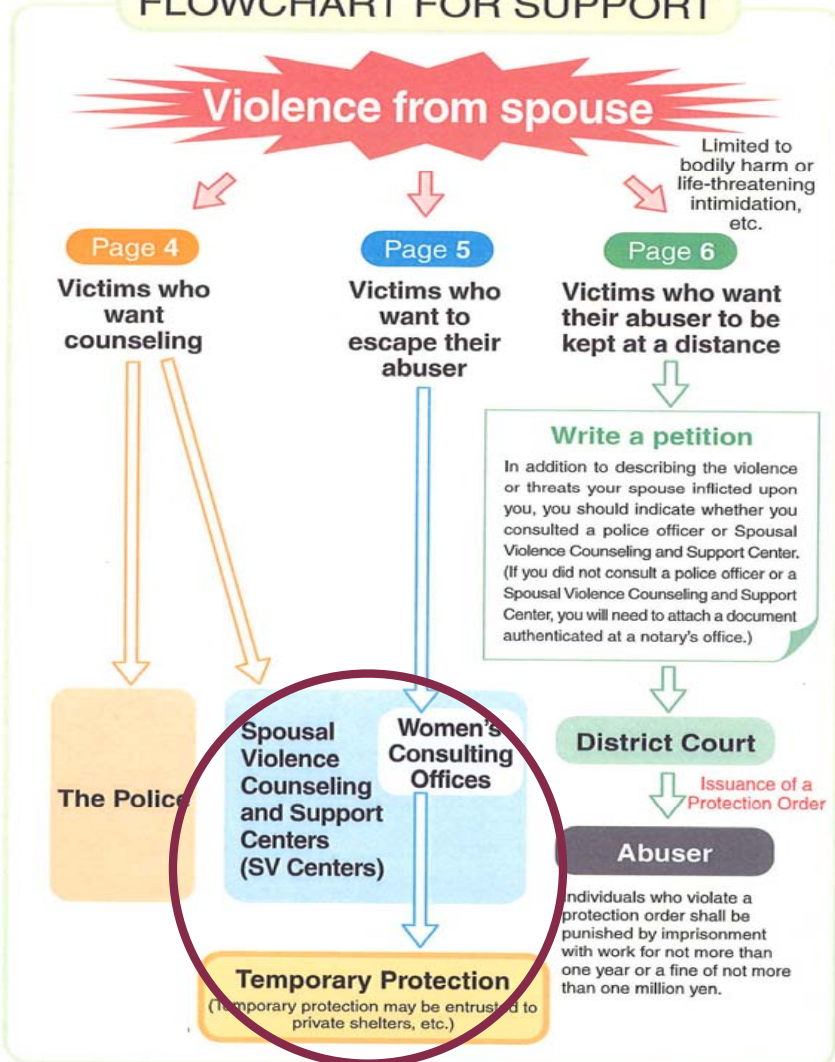 FLOWCHART FOR SUPPORT
Violence from spouse
Limited to
bodily harm or
life-threatening
intimidation,
etc.
Page 4
Victims who
want
counseling
Page 5
Victims who
want to
escape their
abuser
Page 6
Victims who want
their abuser to be
kept at a distance
Write a petition
In addition to describing the violence
or threats your spouse inflicted upon
you, you should indicate whether you
consulted a police officer or Spousal
Violence Counseling and Support Center.
(If you did not consult a police officer or a
Spousal Violence Counseling and Support
Center, you will need to attach a document
authenticated at a notary's office.)
The Police
Spousal
Violence
Counseling
and Support
Centers
(SV Centers)
Women's
Consulting
Offices
District Court
Issuance of a
Protection Order
Abuser
Individuals who violate a
protection order shall be
punished by imprisonment
with work for not more than
one year or a fine of not more
than one million yen.
Temporary Protection
(Temporary protection may be entrusted to
private shelters, etc.)